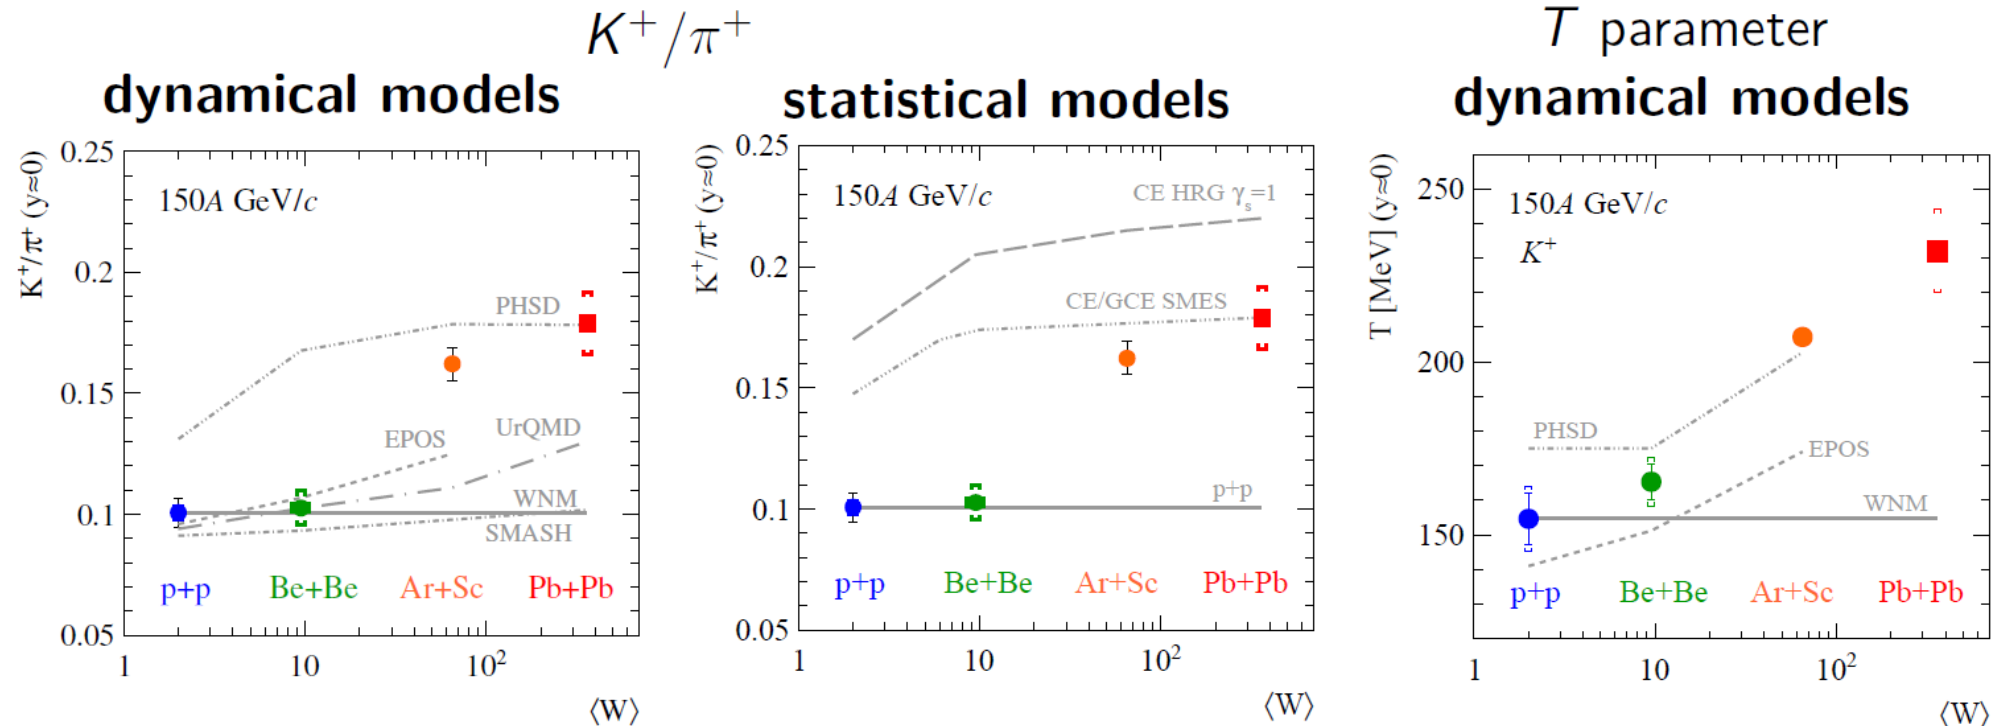 K⁺/π⁺
dynamical models
K⁺/π⁺ (y≈0)
0.25
0.2
0.15
0.1
0.05
150A GeV/c
PHSD
EPOS
UrQMD
WNM
SMASH
p+p
Be+Be
Ar+Sc
Pb+Pb
1
10
10²
⟨W⟩
statistical models
K⁺/π⁺ (y≈0)
0.25
0.2
0.15
0.1
0.05
150A GeV/c
CE HRG γₛ=1
CE/GCE SMES
p+p
p+p
Be+Be
Ar+Sc
Pb+Pb
1
10
10²
⟨W⟩
T parameter
dynamical models
T [MeV] (y≈0)
250
200
150
150A GeV/c
K⁺
PHSD
EPOS
WNM
p+p
Be+Be
Ar+Sc
Pb+Pb
1
10
10²
⟨W⟩